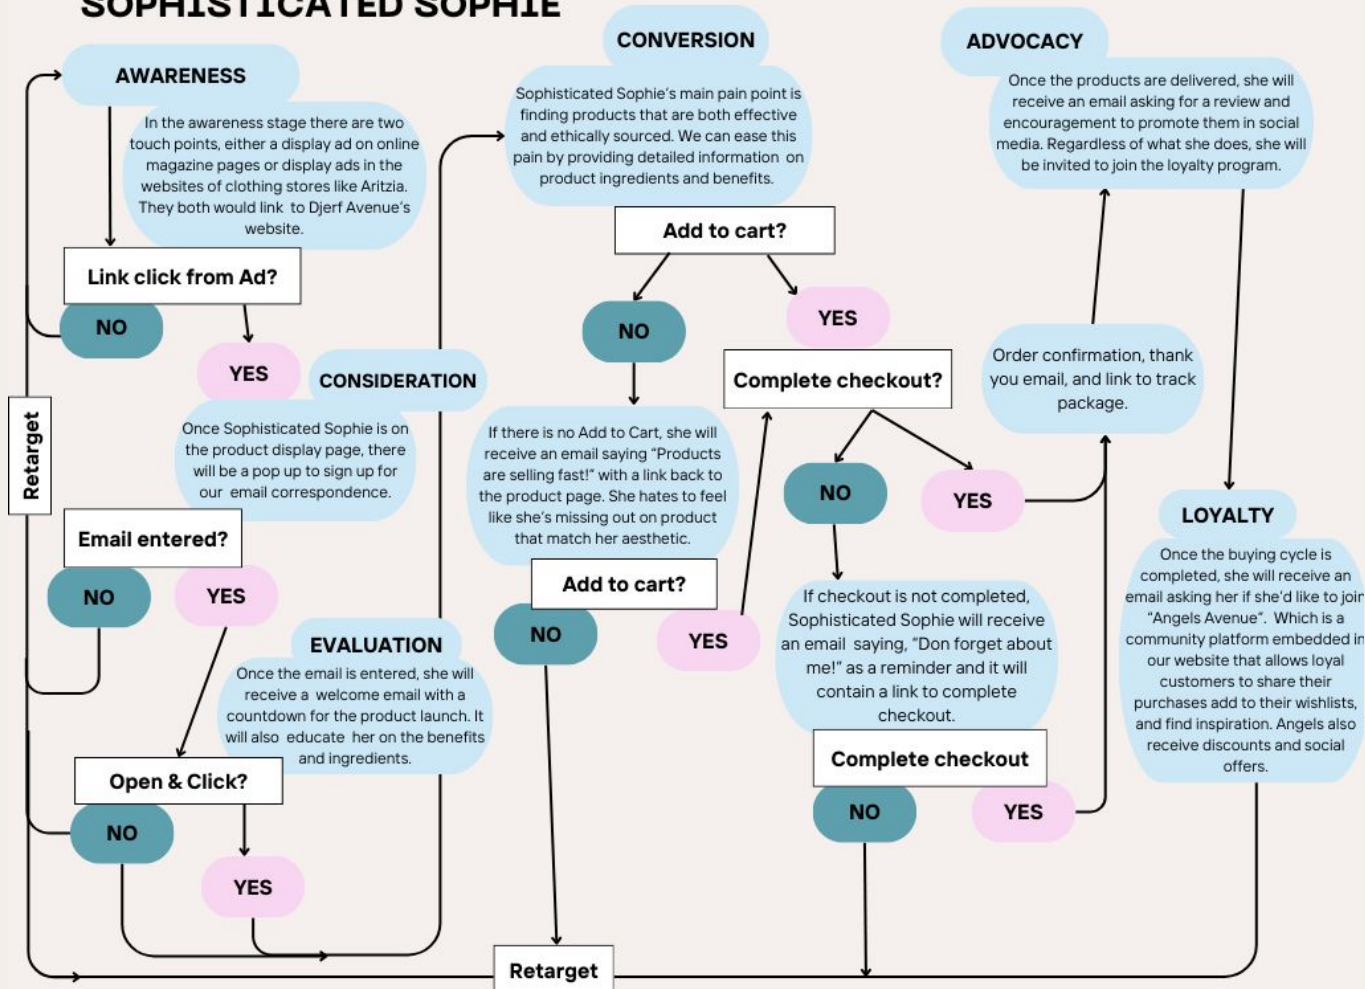 SOPHISTICATED SOPHIE
AWARENESS
In the awareness stage there are two
touch points, either a display ad on online
magazine pages or display ads in the
websites of clothing stores like Aritzia.
They both would link to Djerf Avenue's
website.
Link click from Ad?
NO
YES
CONSIDERATION
Once Sophisticated Sophie is on
the product display page, there
will be a pop up to sign up for
our email correspondence.
Retarget
Email entered?
NO
YES
EVALUATION
Once the email is entered, she will
receive a welcome email with a
countdown for the product launch. It
will also educate her on the benefits
and ingredients.
Open & Click?
NO
YES
CONVERSION
Sophisticated Sophie's main pain point is
finding products that are both effective
and ethically sourced. We can ease this
pain by providing detailed information on
product ingredients and benefits.
Add to cart?
NO
YES
If there is no Add to Cart, she will
receive an email saying “Products
are selling fast!” with a link back to
the product page. She hates to feel
like she's missing out on product
that match her aesthetic.
Add to cart?
NO
YES
Retarget
Complete checkout?
NO
YES
If checkout is not completed,
Sophisticated Sophie will receive
an email saying, “Don forget about
me!” as a reminder and it will
contain a link to complete
checkout.
Complete checkout
NO
YES
Order confirmation, thank
you email, and link to track
package.
ADVOCACY
Once the products are delivered, she will
receive an email asking for a review and
encouragement to promote them in social
media. Regardless of what she does, she will
be invited to join the loyalty program.
LOYALTY
Once the buying cycle is
completed, she will receive an
email asking her if she'd like to join
“Angels Avenue”. Which is a
community platform embedded in
our website that allows loyal
customers to share their
purchases add to their wishlists,
and find inspiration. Angels also
receive discounts and social
offers.